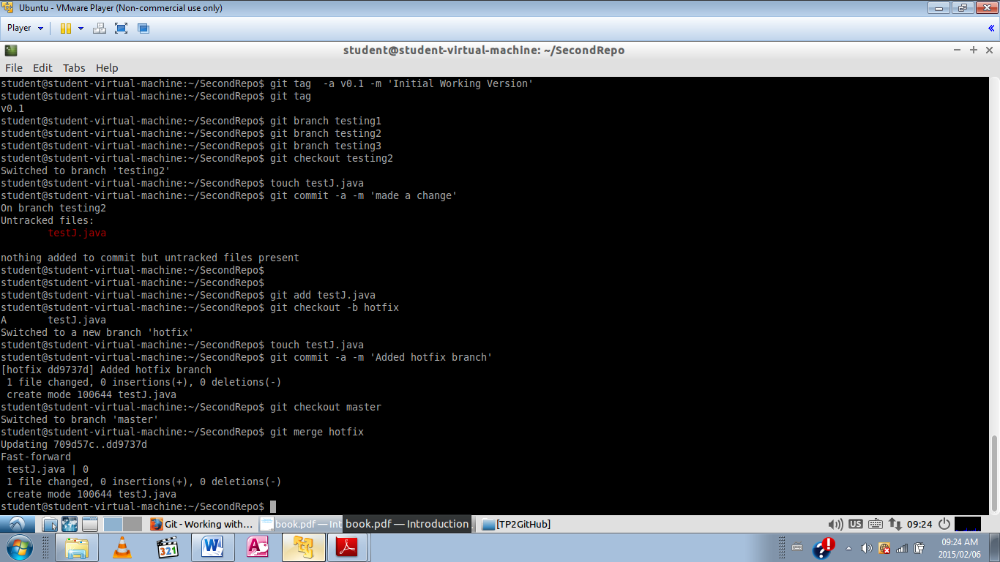 Ubuntu - VMware Player (Non-commercial use only)
Player
student@student-virtual-machine: ~/SecondRepo
File Edit Tabs Help
student@student-virtual-machine:~/SecondRepo$ git tag  -a v0.1 -m 'Initial Working Version'
student@student-virtual-machine:~/SecondRepo$ git tag
v0.1
student@student-virtual-machine:~/SecondRepo$ git branch testing1
student@student-virtual-machine:~/SecondRepo$ git branch testing2
student@student-virtual-machine:~/SecondRepo$ git branch testing3
student@student-virtual-machine:~/SecondRepo$ git checkout testing2
Switched to branch 'testing2'
student@student-virtual-machine:~/SecondRepo$ touch testJ.java
student@student-virtual-machine:~/SecondRepo$ git commit -a -m 'made a change'
On branch testing2
Untracked files:
        testJ.java
nothing added to commit but untracked files present
student@student-virtual-machine:~/SecondRepo$
student@student-virtual-machine:~/SecondRepo$
student@student-virtual-machine:~/SecondRepo$ git add testJ.java
student@student-virtual-machine:~/SecondRepo$ git checkout -b hotfix
A       testJ.java
Switched to a new branch 'hotfix'
student@student-virtual-machine:~/SecondRepo$ touch testJ.java
student@student-virtual-machine:~/SecondRepo$ git commit -a -m 'Added hotfix branch'
[hotfix dd9737d] Added hotfix branch
 1 file changed, 0 insertions(+), 0 deletions(-)
 create mode 100644 testJ.java
student@student-virtual-machine:~/SecondRepo$ git checkout master
Switched to branch 'master'
student@student-virtual-machine:~/SecondRepo$ git merge hotfix
Updating 709d57c..dd9737d
Fast-forward
 testJ.java | 0
 1 file changed, 0 insertions(+), 0 deletions(-)
 create mode 100644 testJ.java
student@student-virtual-machine:~/SecondRepo$
Git - Working with... book.pdf — Int book.pdf — Introduction [TP2GitHub] US 09:24
321 W A 09:24 AM
2015/02/06